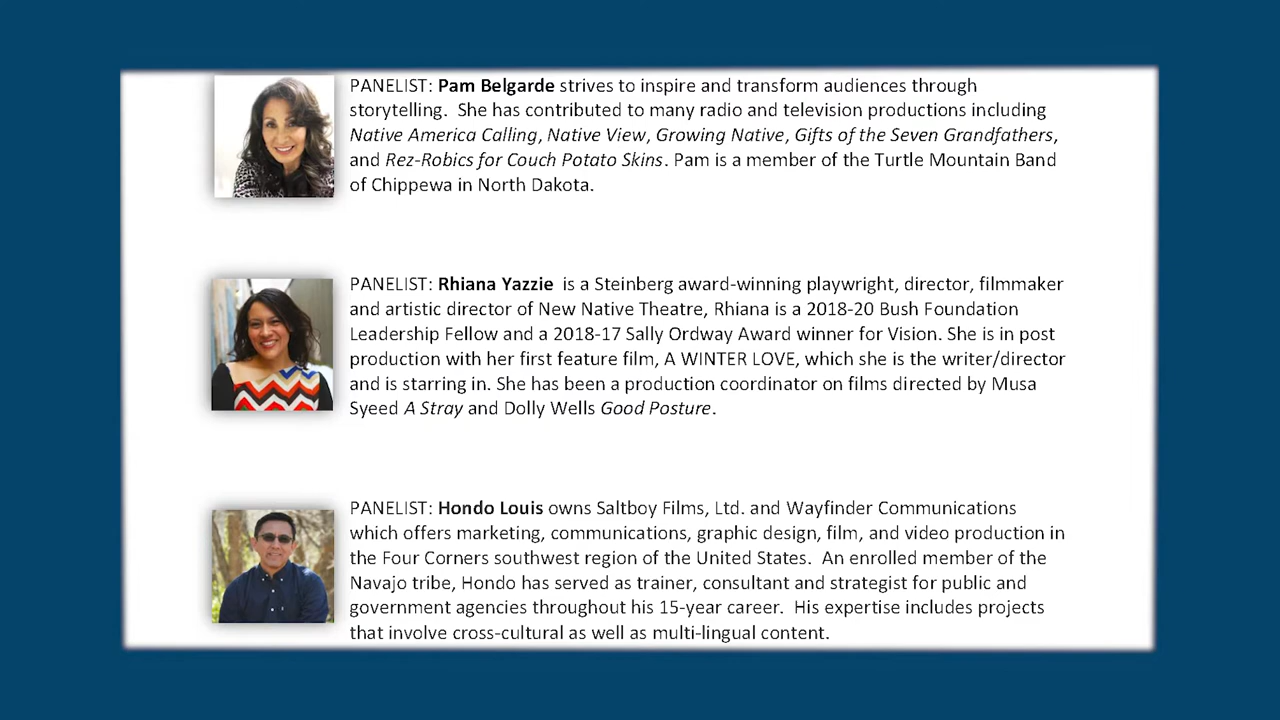 PANELIST: Pam Belgarde strives to inspire and transform audiences through
storytelling.  She has contributed to many radio and television productions including
Native America Calling, Native View, Growing Native, Gifts of the Seven Grandfathers,
and Rez-Robics for Couch Potato Skins. Pam is a member of the Turtle Mountain Band
of Chippewa in North Dakota.
PANELIST: Rhiana Yazzie  is a Steinberg award-winning playwright, director, filmmaker
and artistic director of New Native Theatre, Rhiana is a 2018-20 Bush Foundation
Leadership Fellow and a 2018-17 Sally Ordway Award winner for Vision. She is in post
production with her first feature film, A WINTER LOVE, which she is the writer/director
and is starring in. She has been a production coordinator on films directed by Musa
Syeed A Stray and Dolly Wells Good Posture.
PANELIST: Hondo Louis owns Saltboy Films, Ltd. and Wayfinder Communications
which offers marketing, communications, graphic design, film, and video production in
the Four Corners southwest region of the United States.  An enrolled member of the
Navajo tribe, Hondo has served as trainer, consultant and strategist for public and
government agencies throughout his 15-year career.  His expertise includes projects
that involve cross-cultural as well as multi-lingual content.